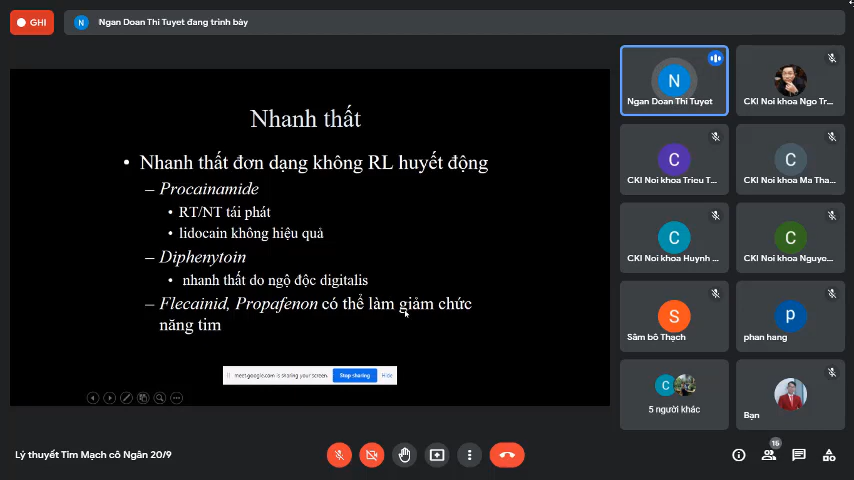 GHI
N
Ngan Doan Thi Tuyet đang trình bày
Nhanh thất
• Nhanh thất đơn dạng không RL huyết động
– Procainamide
• RT/NT tái phát
• lidocain không hiệu quả
– Diphenytoin
• nhanh thất do ngộ độc digitalis
– Flecainid, Propafenon có thể làm giảm chức
năng tim
meet.google.com is sharing your screen.
Stop sharing
Hide
N
Ngan Doan Thi Tuyet
CKI Noi khoa Ngo Tr...
C
CKI Noi khoa Trieu T...
C
CKI Noi khoa Ma Tha...
C
CKI Noi khoa Huynh ...
C
CKI Noi khoa Nguye...
S
Sâm bô Thạch
p
phan hang
C
5 người khác
Bạn
Lý thuyết Tim Mạch cô Ngân 20/9
15